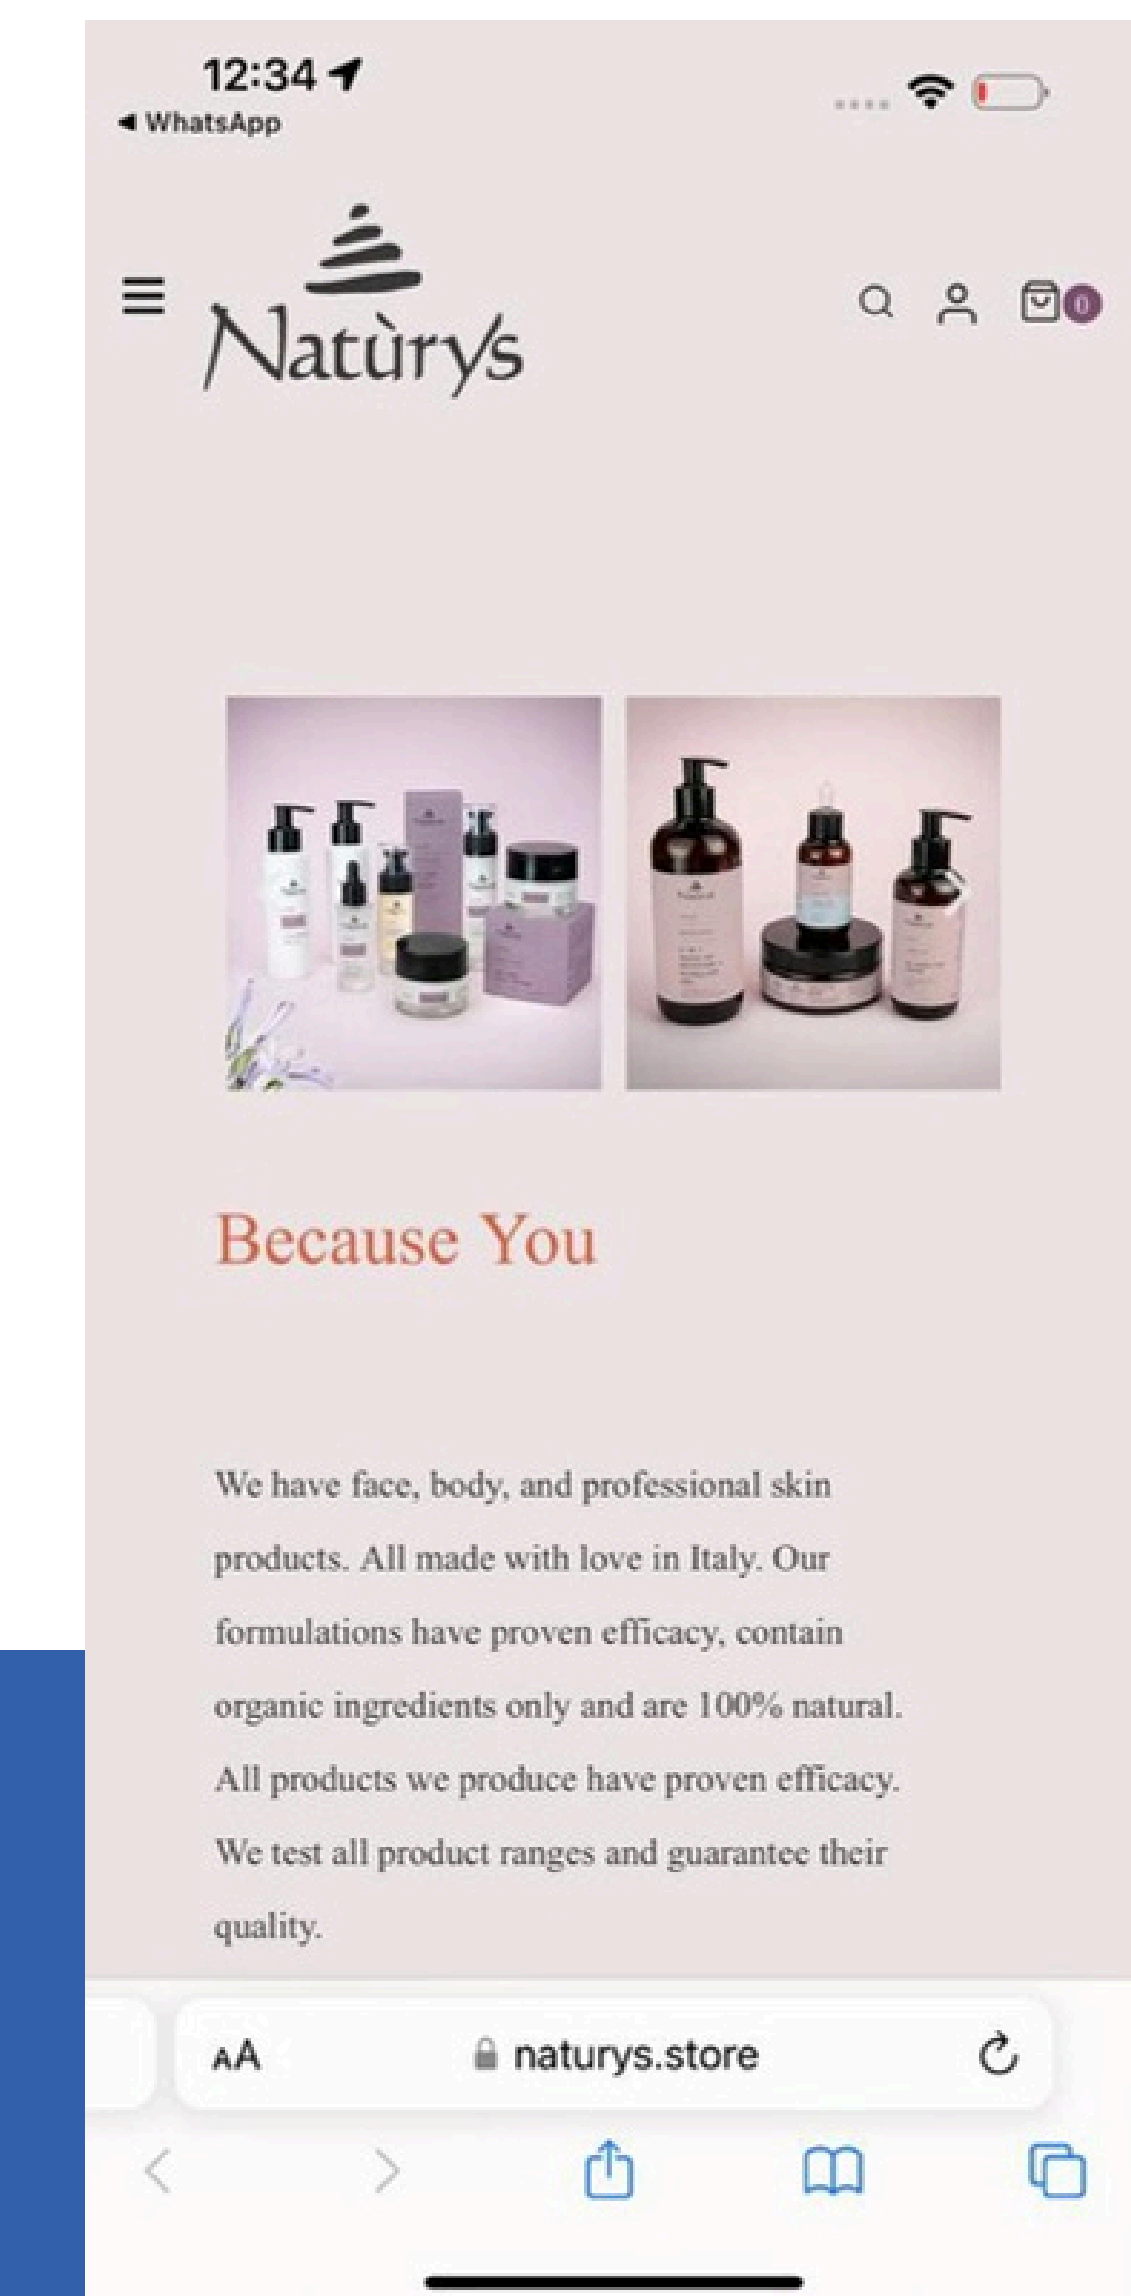 12:34
WhatsApp
Natùrys
0
Because You
We have face, body, and professional skin
products. All made with love in Italy. Our
formulations have proven efficacy, contain
organic ingredients only and are 100% natural.
All products we produce have proven efficacy.
We test all product ranges and guarantee their
quality.
AA
naturys.store